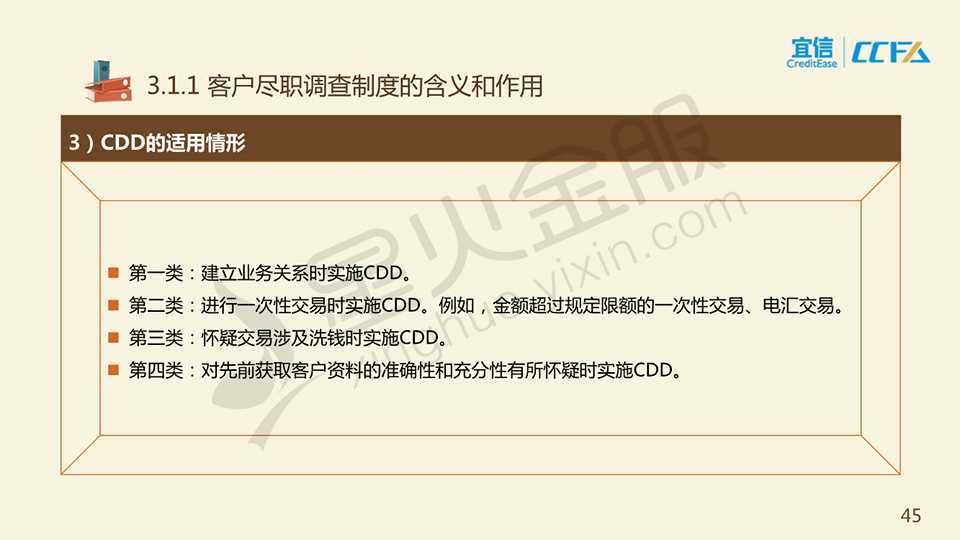 宜信
CreditEase
CCFA
3.1.1 客户尽职调查制度的含义和作用
3）CDD的适用情形
第一类：建立业务关系时实施CDD。
第二类：进行一次性交易时实施CDD。例如，金额超过规定限额的一次性交易、电汇交易。
第三类：怀疑交易涉及洗钱时实施CDD。
第四类：对先前获取客户资料的准确性和充分性有所怀疑时实施CDD。
星火金服
xinghuo.yixin.com
45